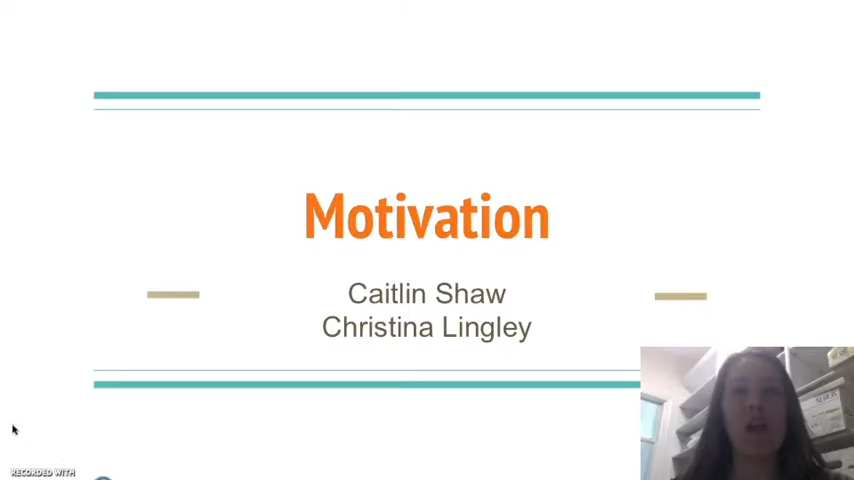 Motivation
Caitlin Shaw
Christina Lingley
RECORDED WITH